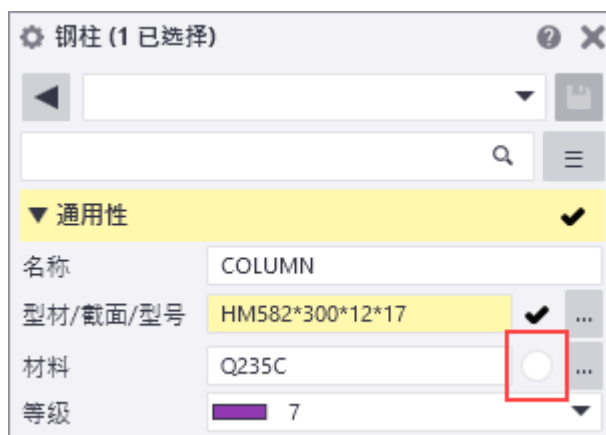 钢柱 (1 已选择)
通用性
名称 COLUMN
型材/截面/型号 HM582*300*12*17 ...
材料 Q235C ...
等级 7